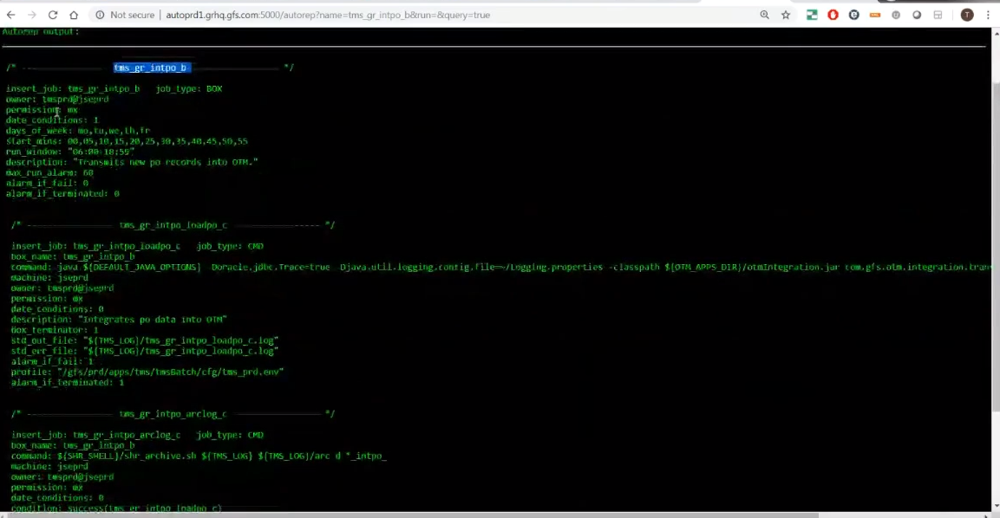 Not secure | autoprd1.grhq.gfs.com:5000/autorep?name=tms_gr_intpo_b&run=&query=true
T
Autorep output:
/* -------------------- tms_gr_intpo_b -------------------- */
insert_job: tms_gr_intpo_b job_type: BOX
owner: tmsprd@jseprd
permission: mx
date_conditions: 1
days_of_week: mo,tu,we,th,fr
start_mins: 00,05,10,15,20,25,30,35,40,45,50,55
run_window: "06:00-18:59"
description: "Transmits new po records into OTM."
max_run_alarm: 60
alarm_if_fail: 0
alarm_if_terminated: 0
/* -------------------- tms_gr_intpo_loadpo_c -------------------- */
insert_job: tms_gr_intpo_loadpo_c job_type: CMD
box_name: tms_gr_intpo_b
command: java ${DEFAULT_JAVA_OPTIONS} Doracle.jdbc.Trace=true -Djava.util.logging.config.file=~/Logging.properties -classpath ${OTM_APPS_DIR}/otmIntegration.jar com.gfs.otm.integration.tran
machine: jseprd
owner: tmsprd@jseprd
permission: mx
date_conditions: 0
description: "Integrates po data into OTM"
box_terminator: 1
std_out_file: "${TMS_LOG}/tms_gr_intpo_loadpo_c.log"
std_err_file: "${TMS_LOG}/tms_gr_intpo_loadpo_c.log"
alarm_if_fail: 1
profile: "/gfs/prd/apps/tms/tmsBatch/cfg/tms_prd.env"
alarm_if_terminated: 1
/* -------------------- tms_gr_intpo_arclog_c -------------------- */
insert_job: tms_gr_intpo_arclog_c job_type: CMD
box_name: tms_gr_intpo_b
command: ${SHR_SHELL}/shr_archive.sh ${TMS_LOG} ${TMS_LOG}/arc d *_intpo_
machine: jseprd
owner: tmsprd@jseprd
permission: mx
date_conditions: 0
condition: success(tms_gr_intpo_loadpo_c)